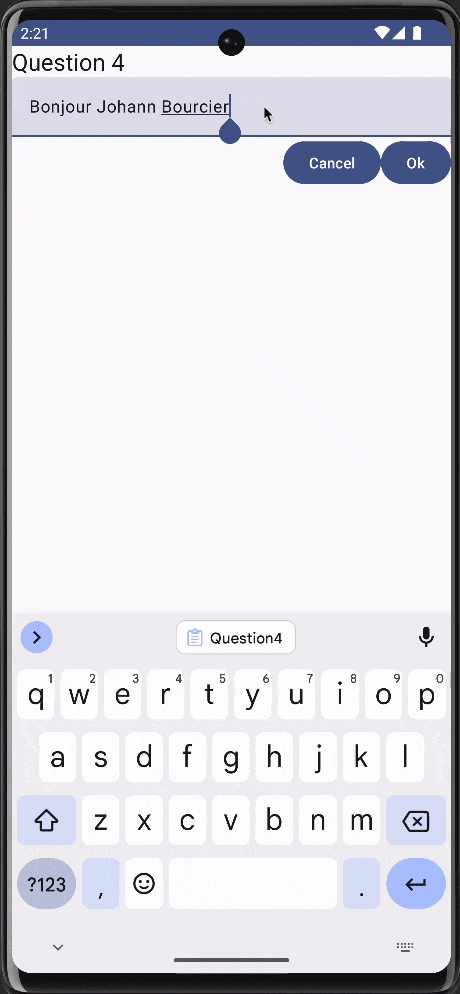 2:21
Question 4
Bonjour Johann Bourcier
Cancel Ok
Question4
q1 w2 e3 r4 t5 y6 u7 i8 o9 p0
a s d f g h j k l
z x c v b n m
?123 , .